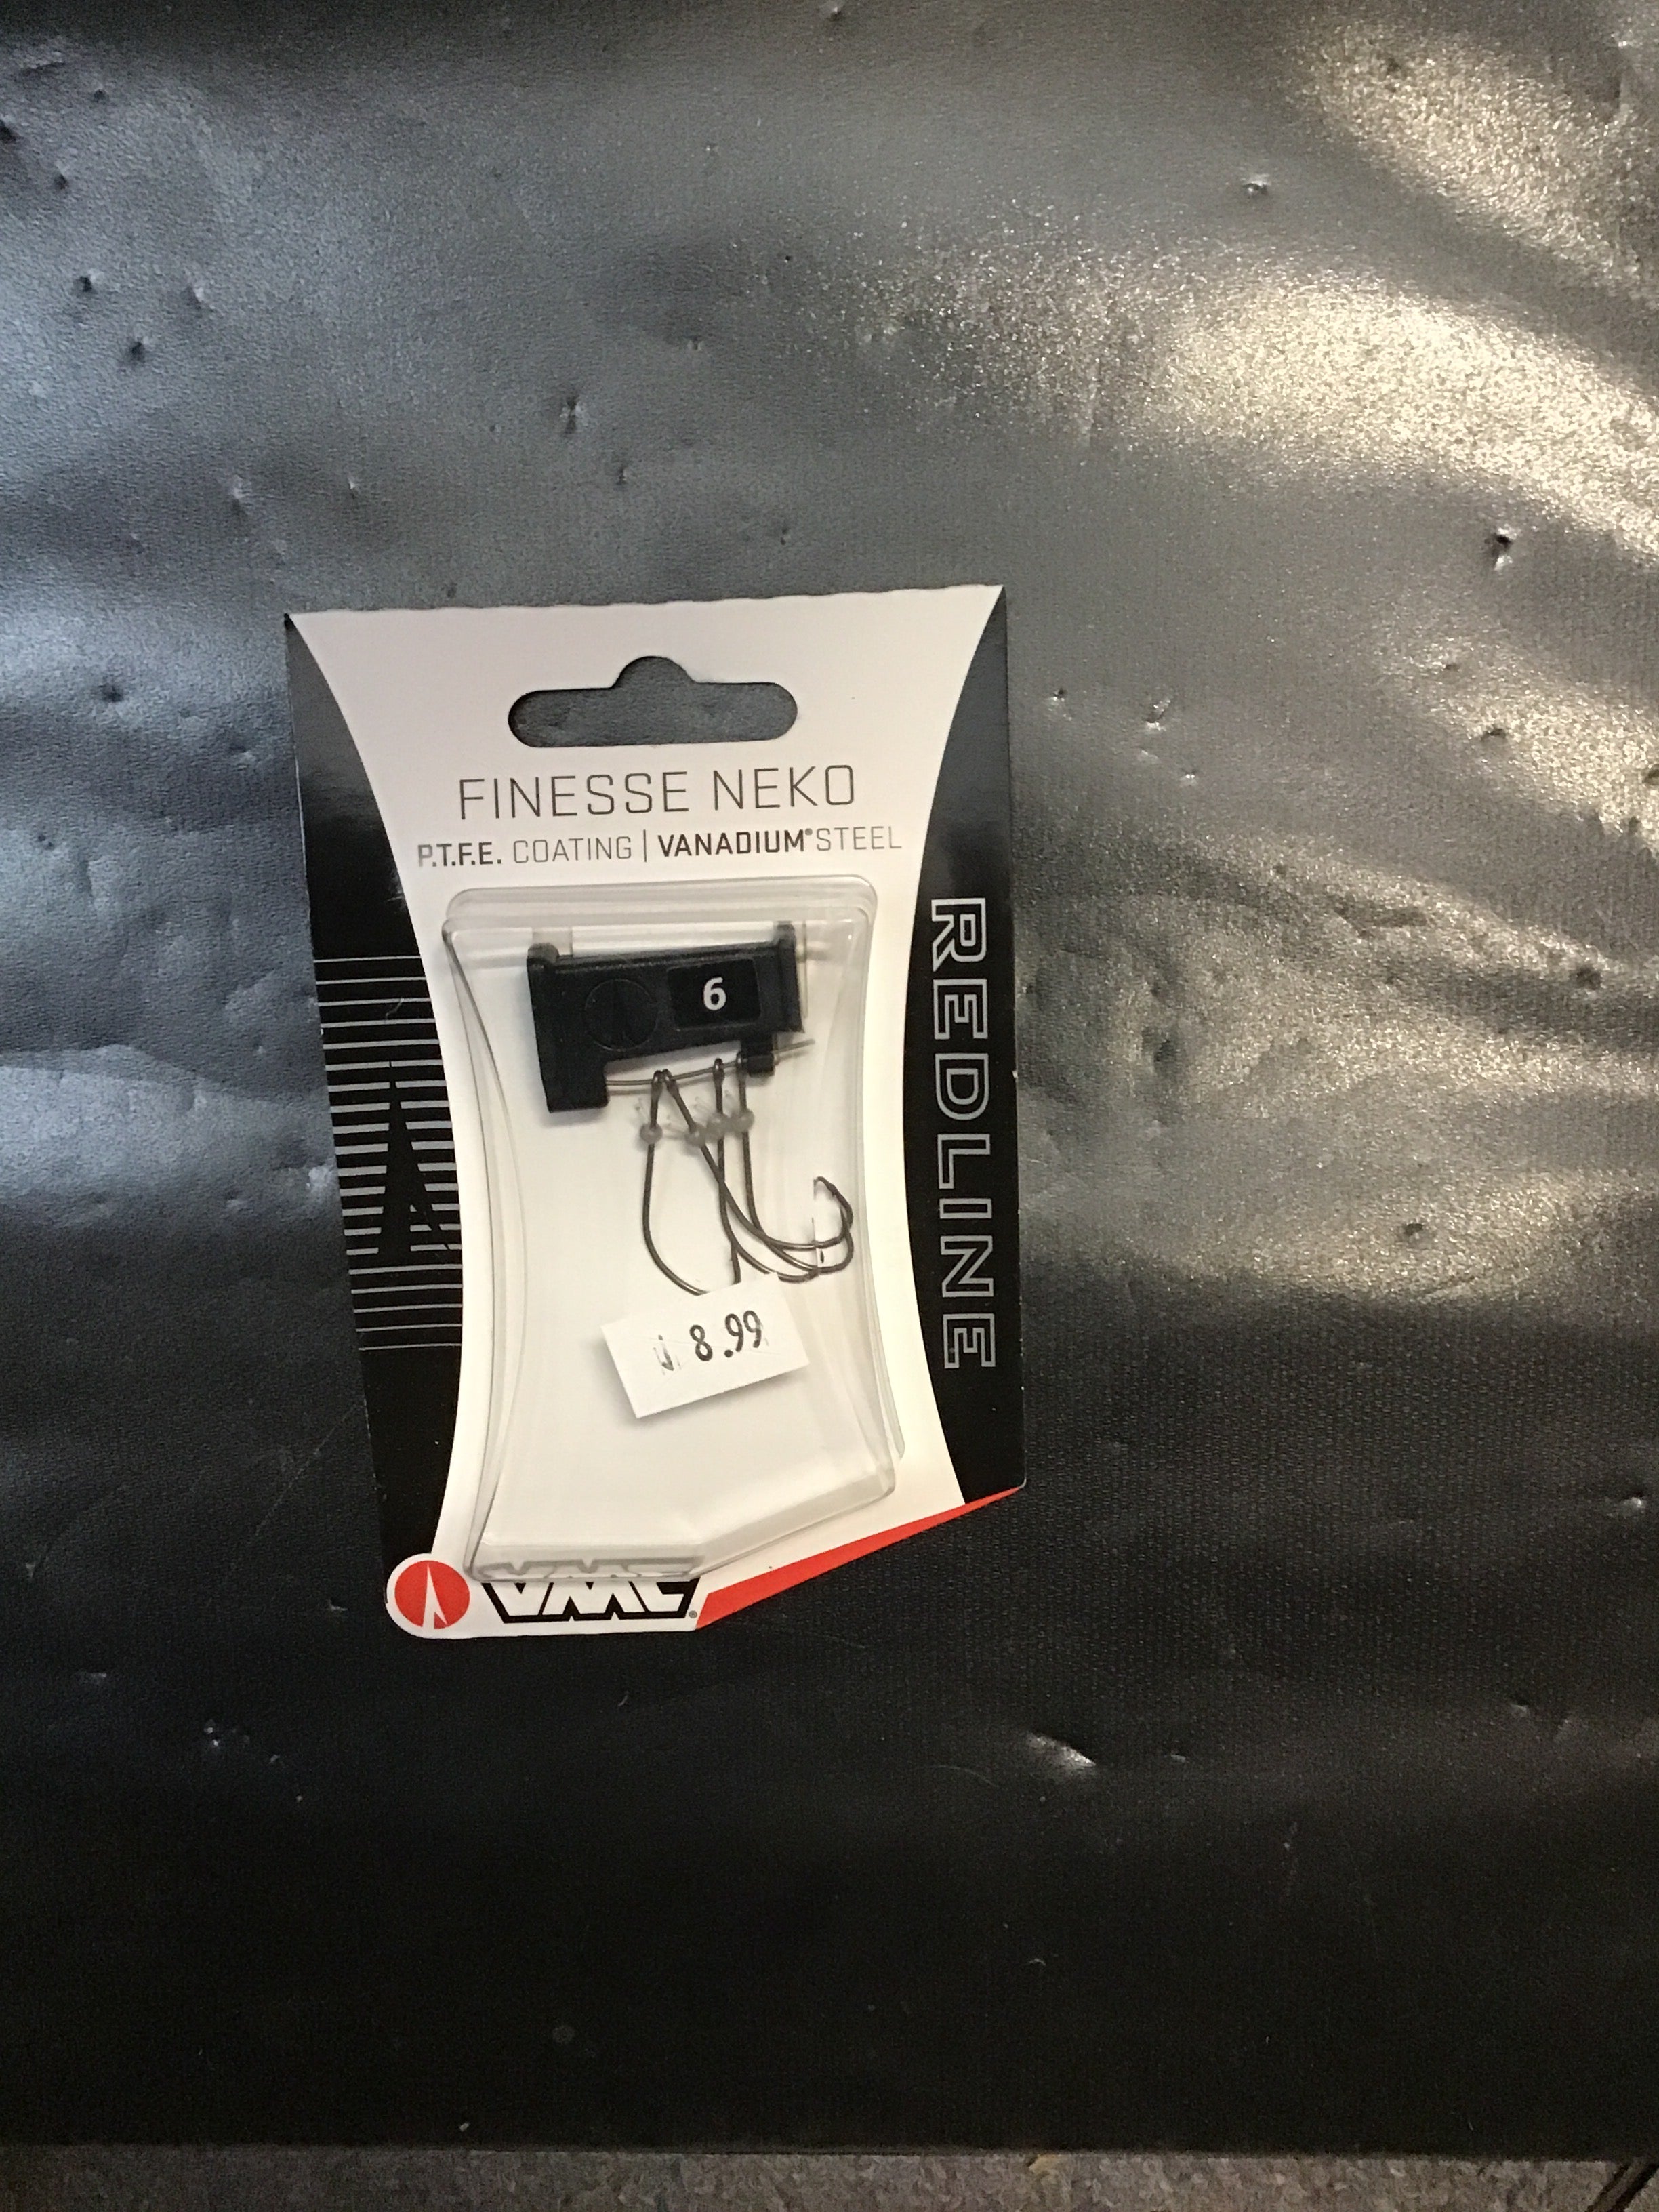 FINESSE NEKO
P.T.F.E. COATING | VANADIUM® STEEL
6
REDLINE
8.99
VMC®